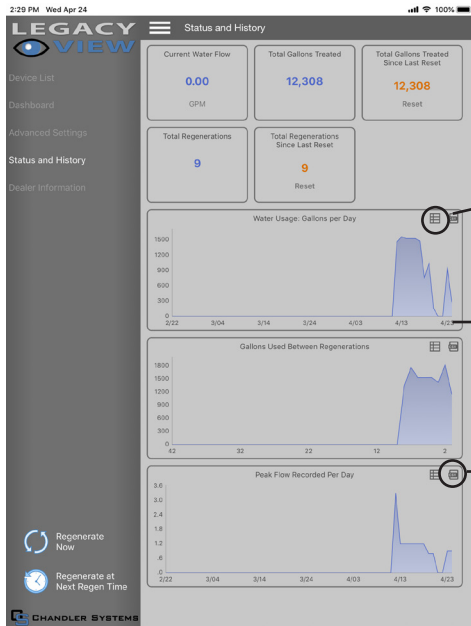 2:29 PM Wed Apr 24
100%
LEGACY
VIEW
Status and History
Device List
Dashboard
Advanced Settings
Status and History
Dealer Information
Current Water Flow
0.00
GPM
Total Gallons Treated
12,308
Total Gallons Treated
Since Last Reset
12,308
Reset
Total Regenerations
9
Total Regenerations
Since Last Reset
9
Reset
Water Usage: Gallons per Day
1500
1200
900
600
300
0
2/22 3/04 3/14 3/24 4/03 4/13 4/23
Gallons Used Between Regenerations
1800
1500
1200
900
600
300
0
42 32 22 12 2
Peak Flow Recorded Per Day
3.6
3.0
2.4
1.8
1.2
.6
0
2/22 3/04 3/14 3/24 4/03 4/13 4/23
Regenerate
Now
Regenerate at
Next Regen Time
CHANDLER SYSTEMS